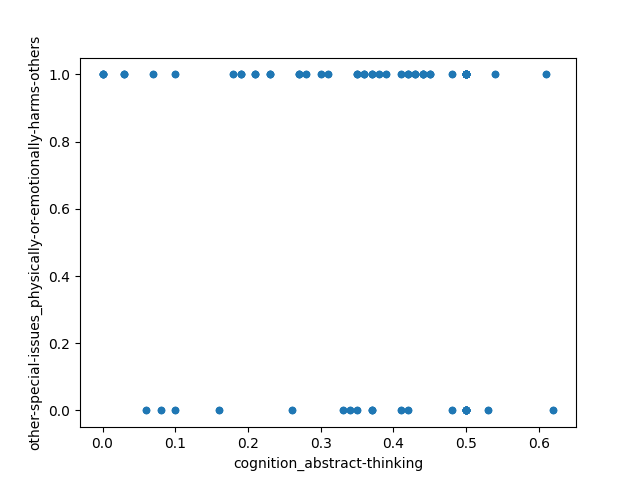 other-special-issues_physically-or-emotionally-harms-others
1.0
0.8
0.6
0.4
0.2
0.0
0.0 0.1 0.2 0.3 0.4 0.5 0.6
cognition_abstract-thinking